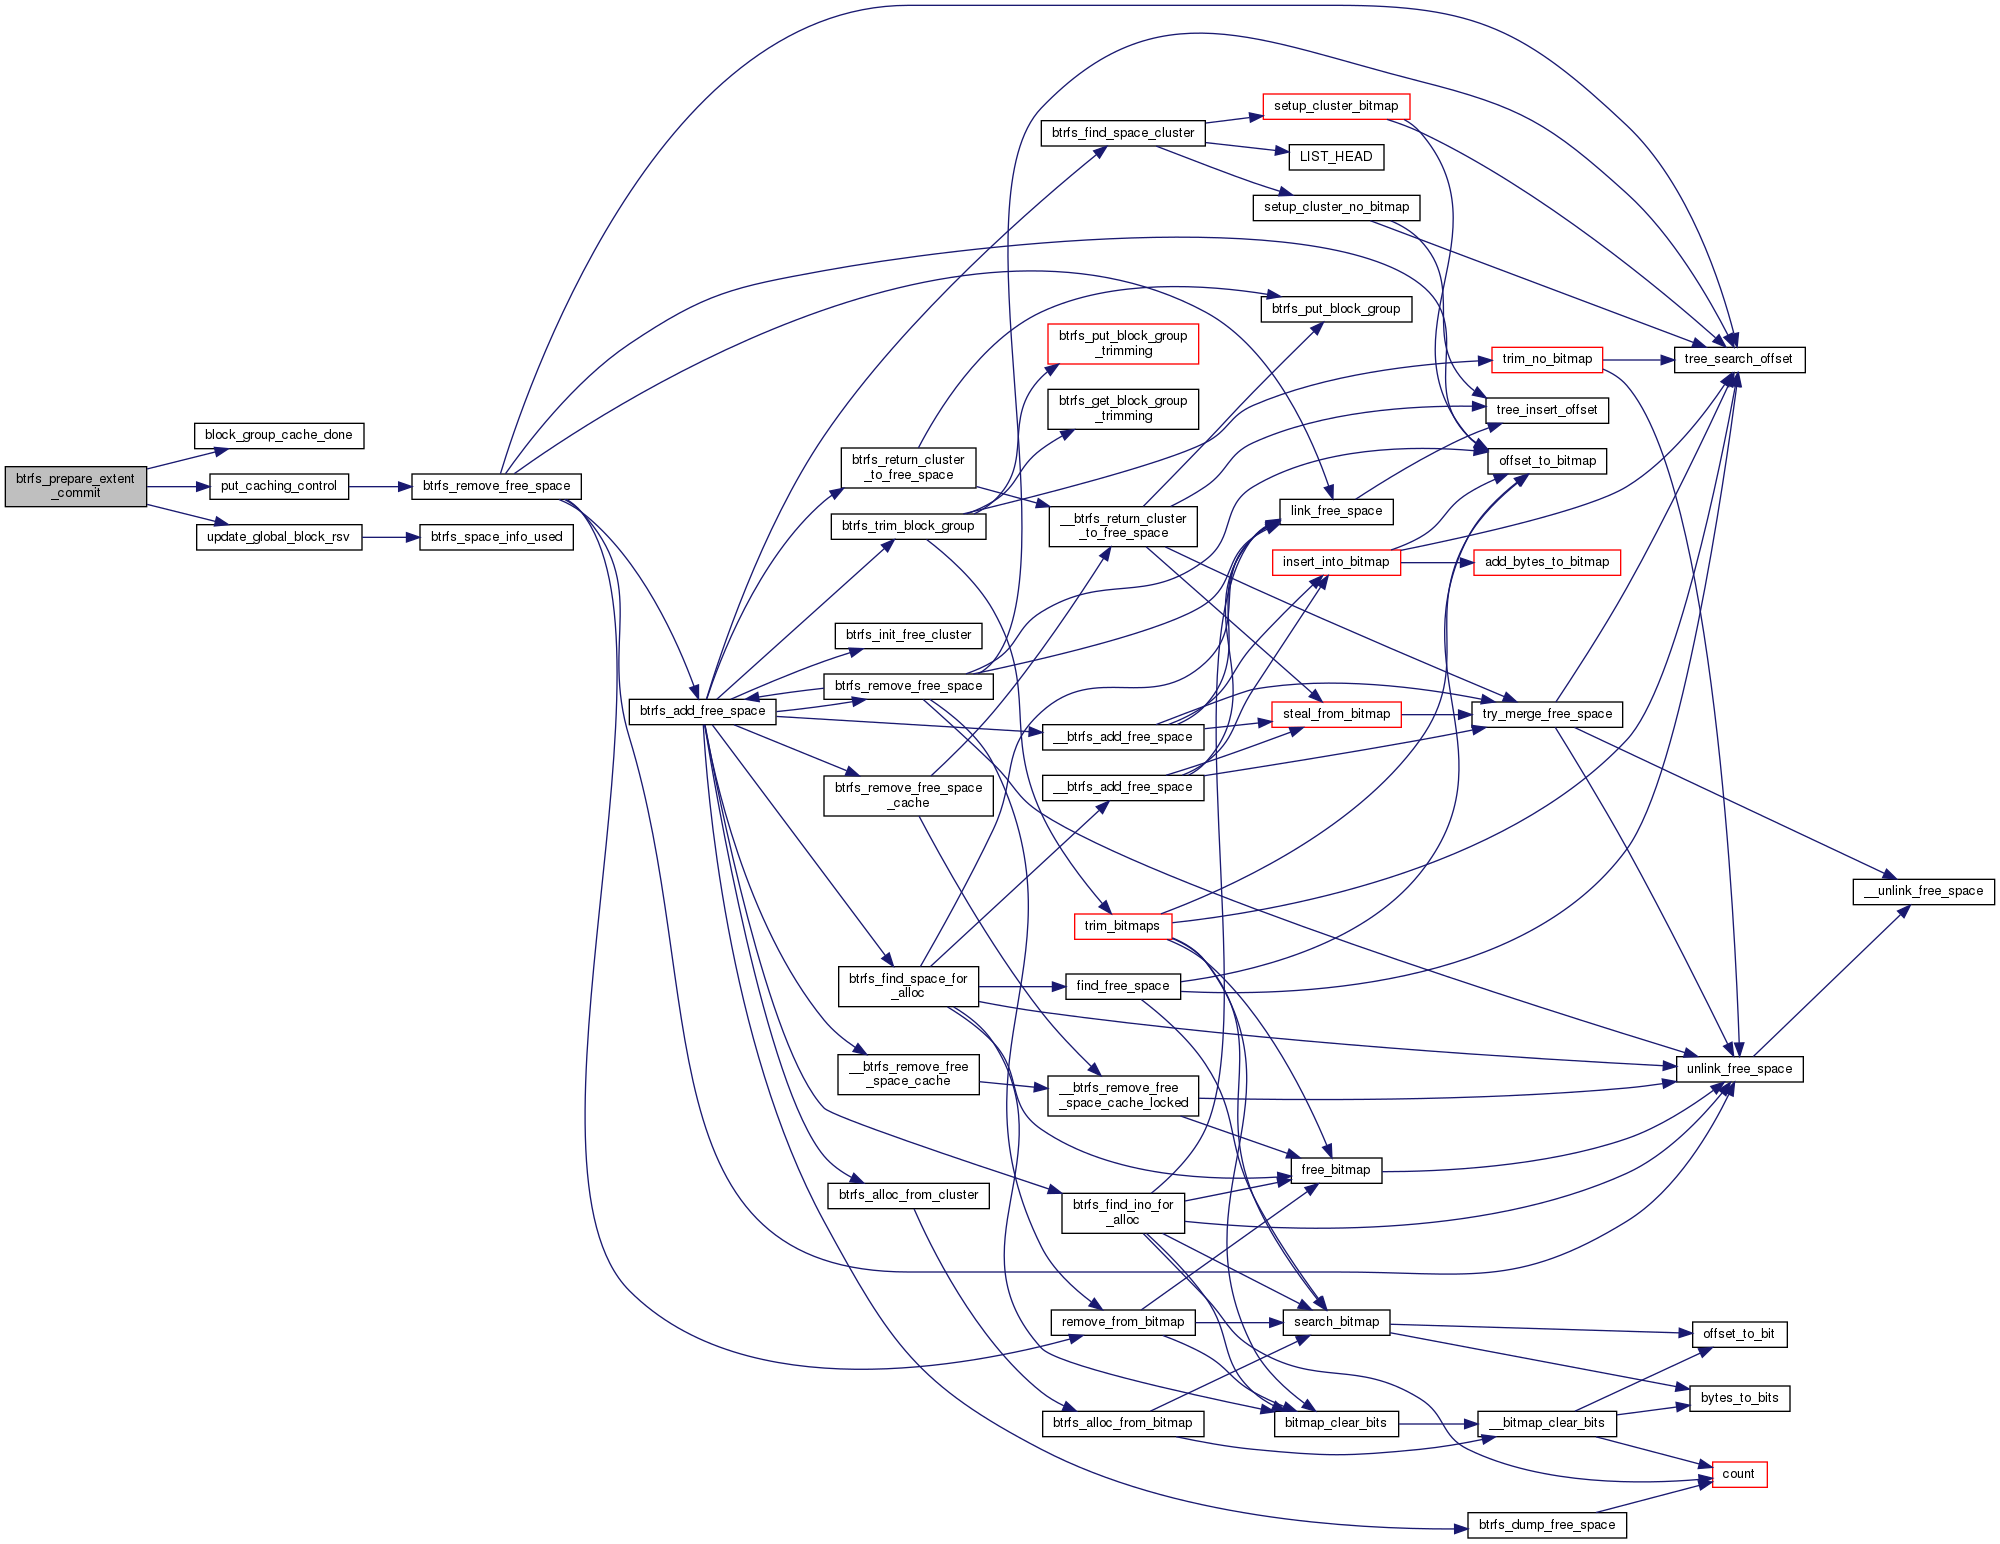 btrfs_prepare_extent
_commit
block_group_cache_done
put_caching_control
update_global_block_rsv
btrfs_remove_free_space
btrfs_space_info_used
btrfs_add_free_space
btrfs_return_cluster
_to_free_space
btrfs_trim_block_group
btrfs_init_free_cluster
btrfs_remove_free_space
btrfs_remove_free_space
_cache
btrfs_find_space_for
_alloc
__btrfs_remove_free
_space_cache
btrfs_alloc_from_cluster
btrfs_find_space_cluster
btrfs_put_block_group
_trimming
btrfs_get_block_group
_trimming
__btrfs_return_cluster
_to_free_space
__btrfs_add_free_space
__btrfs_add_free_space
trim_bitmaps
find_free_space
__btrfs_remove_free
_space_cache_locked
btrfs_find_ino_for
_alloc
remove_from_bitmap
btrfs_alloc_from_bitmap
setup_cluster_bitmap
LIST_HEAD
setup_cluster_no_bitmap
btrfs_put_block_group
link_free_space
insert_into_bitmap
steal_from_bitmap
free_bitmap
search_bitmap
bitmap_clear_bits
trim_no_bitmap
tree_insert_offset
offset_to_bitmap
add_bytes_to_bitmap
try_merge_free_space
__bitmap_clear_bits
btrfs_dump_free_space
tree_search_offset
unlink_free_space
offset_to_bit
bytes_to_bits
count
__unlink_free_space